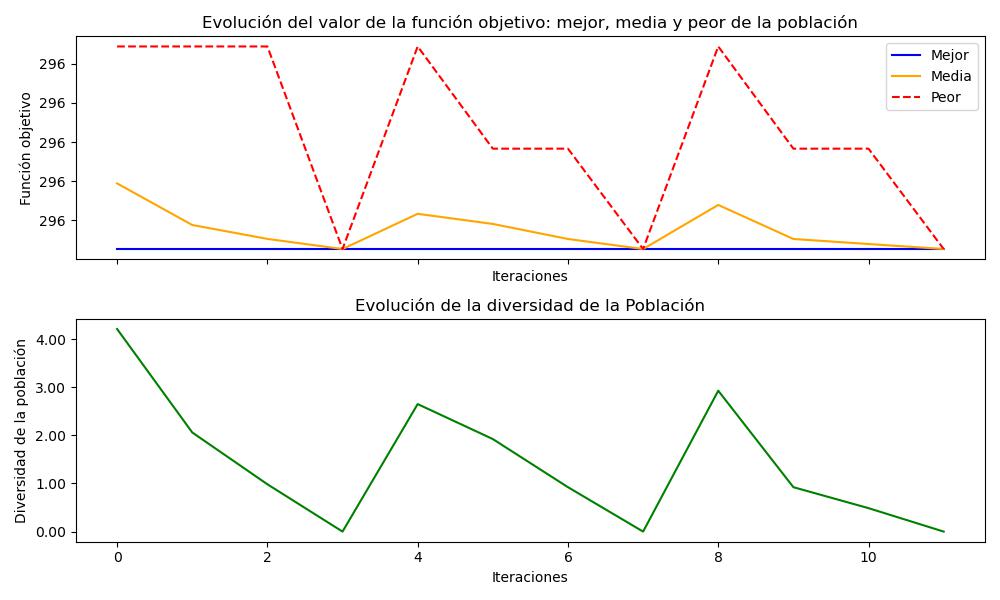 Evolución del valor de la función objetivo: mejor, media y peor de la población
Función objetivo
296
296
296
296
296
Mejor
Media
Peor
Iteraciones
Evolución de la diversidad de la Población
Diversidad de la población
4.00
3.00
2.00
1.00
0.00
0 2 4 6 8 10
Iteraciones